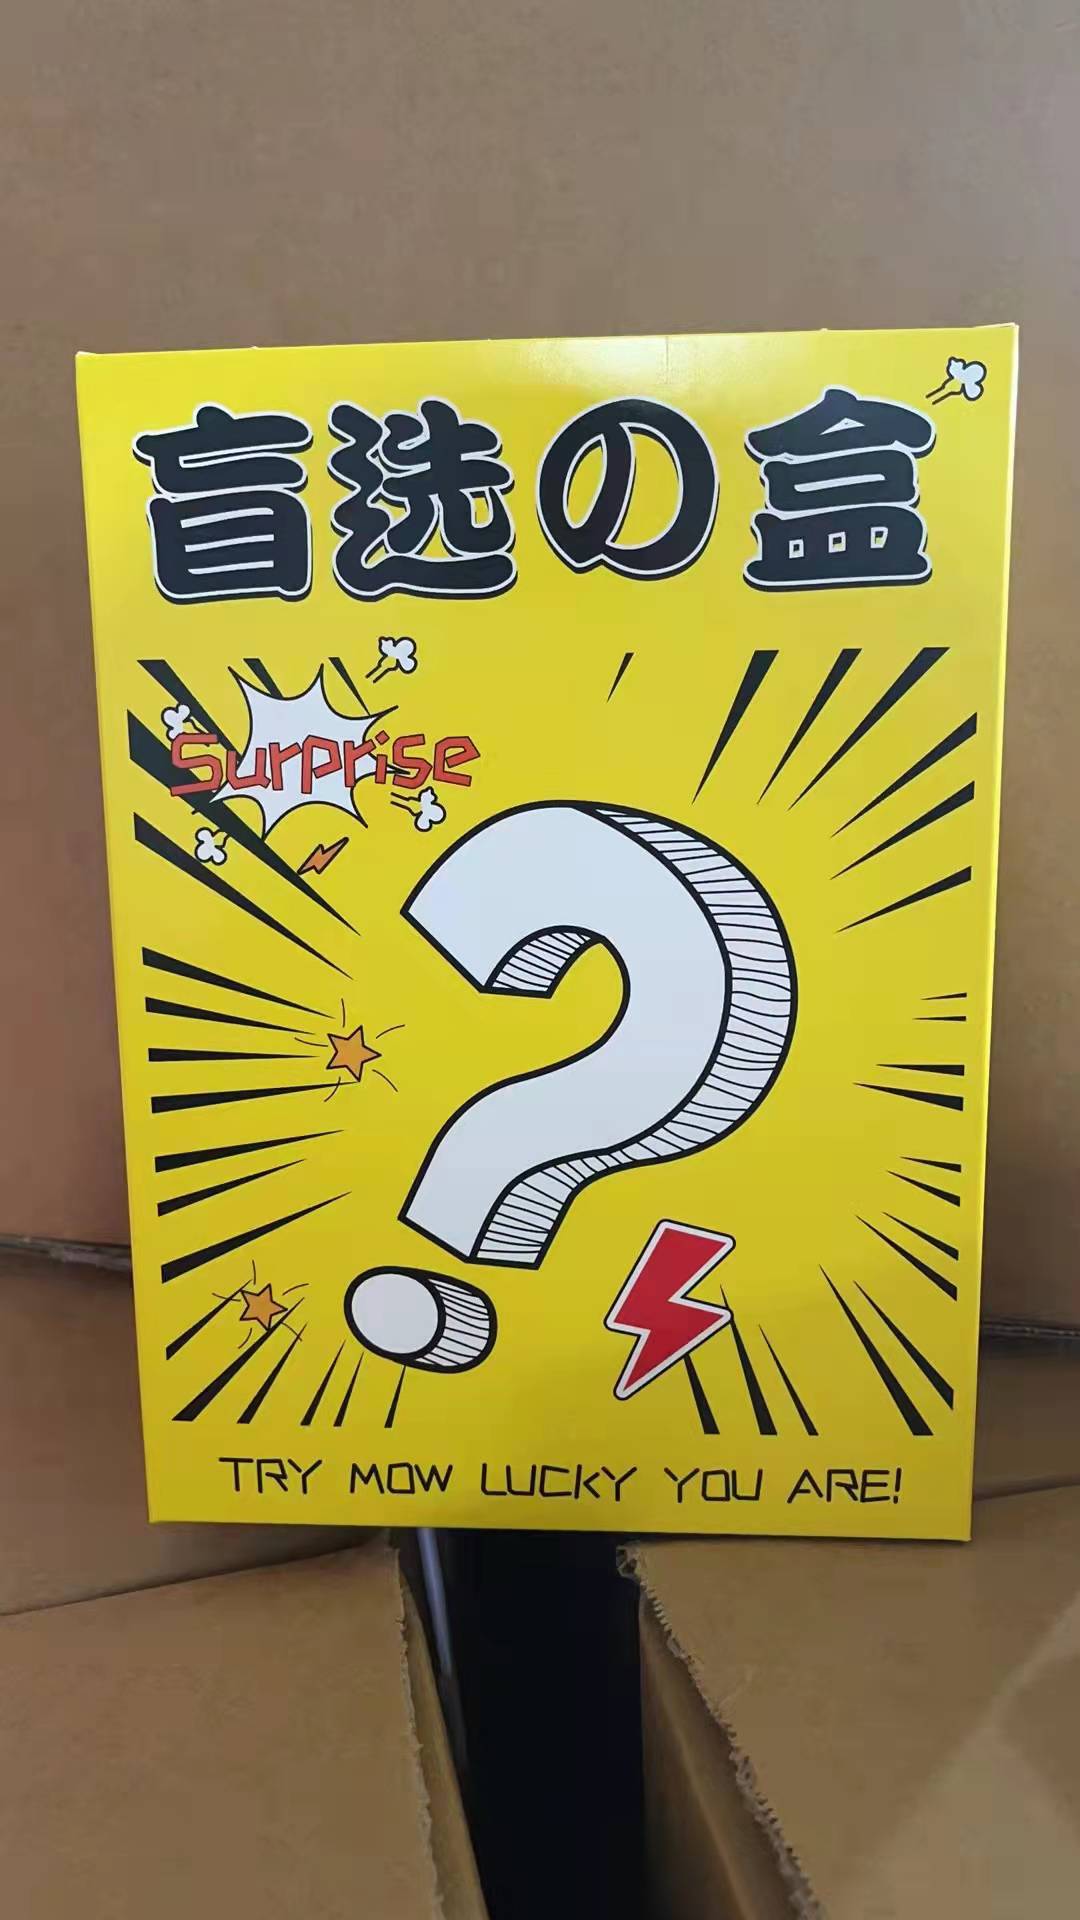 盲选の盒
Surprise
TRY MOW LUCKY YOU ARE!